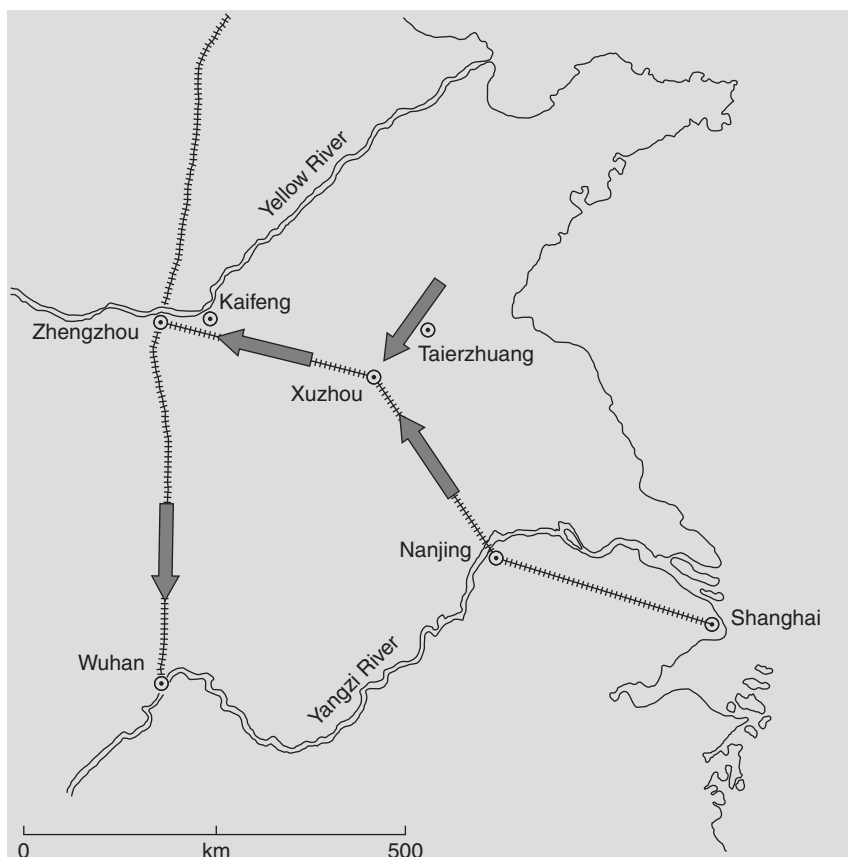 Yellow River
Kaifeng
Zhengzhou
Taierzhuang
Xuzhou
Nanjing
Shanghai
Wuhan
Yangzi River
0 km 500